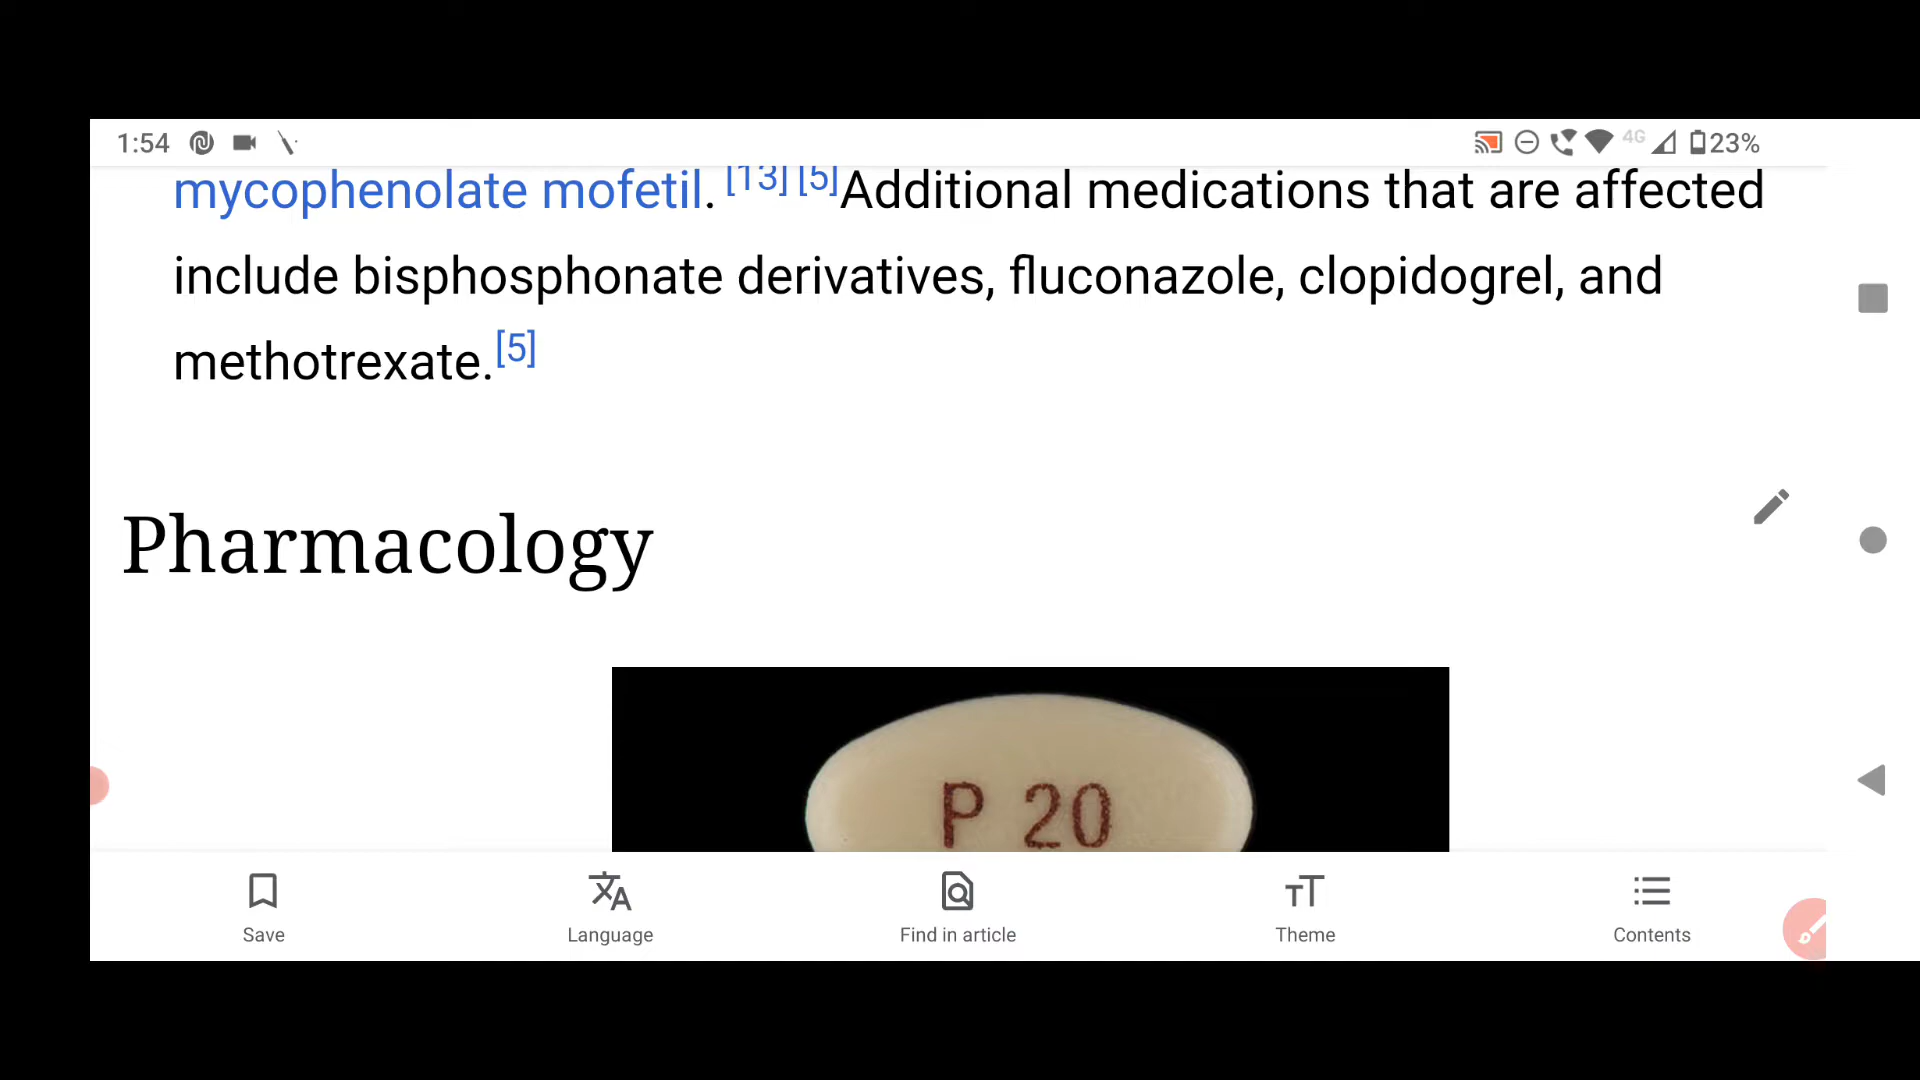 1:54 4G 23%
mycophenolate mofetil. [13] [5]Additional medications that are affected
include bisphosphonate derivatives, fluconazole, clopidogrel, and
methotrexate.[5]
Pharmacology
P 20
Save Language Find in article Theme Contents